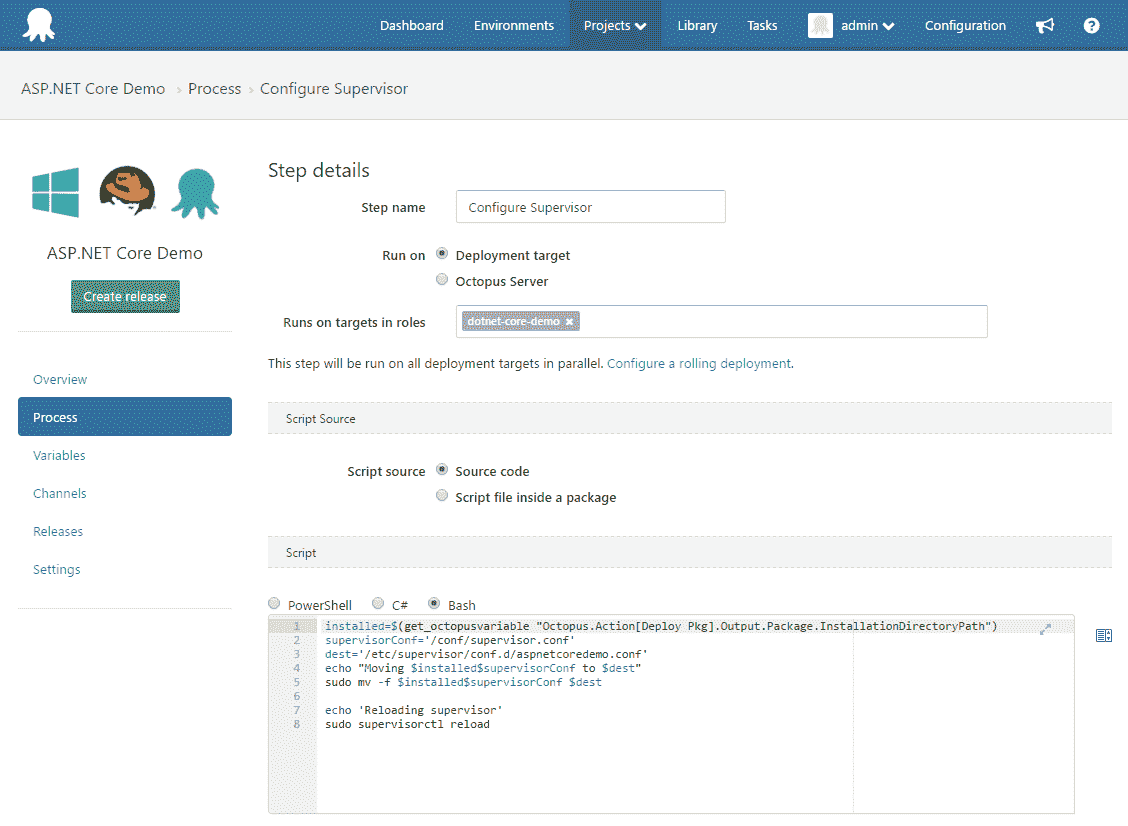 Dashboard Environments Projects Library Tasks admin Configuration ?
ASP.NET Core Demo › Process › Configure Supervisor
ASP.NET Core Demo
Create release
Overview
Process
Variables
Channels
Releases
Settings
Step details
Step name Configure Supervisor
Run on Deployment target
Octopus Server
Runs on targets in roles dotnet-core-demo ×
This step will be run on all deployment targets in parallel. Configure a rolling deployment.
Script Source
Script source Source code
Script file inside a package
Script
PowerShell C# Bash
1 installed=$(get_octopusvariable "Octopus.Action[Deploy Pkg].Output.Package.InstallationDirectoryPath")
2 supervisorConf='/conf/supervisor.conf'
3 dest='/etc/supervisor/conf.d/aspnetcoredemo.conf'
4 echo "Moving $installed$supervisorConf to $dest"
5 sudo mv -f $installed$supervisorConf $dest
6
7 echo 'Reloading supervisor'
8 sudo supervisorctl reload